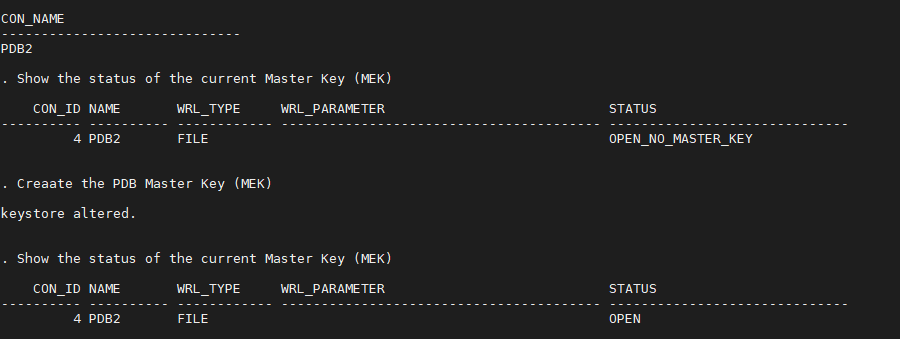 CON_NAME
------------------------------
PDB2
. Show the status of the current Master Key (MEK)
    CON_ID NAME       WRL_TYPE     WRL_PARAMETER                            STATUS
---------- ---------- ------------ ---------------------------------------- ------------------------------
         4 PDB2       FILE                                                  OPEN_NO_MASTER_KEY
. Creaate the PDB Master Key (MEK)
keystore altered.
. Show the status of the current Master Key (MEK)
    CON_ID NAME       WRL_TYPE     WRL_PARAMETER                            STATUS
---------- ---------- ------------ ---------------------------------------- ------------------------------
         4 PDB2       FILE                                                  OPEN